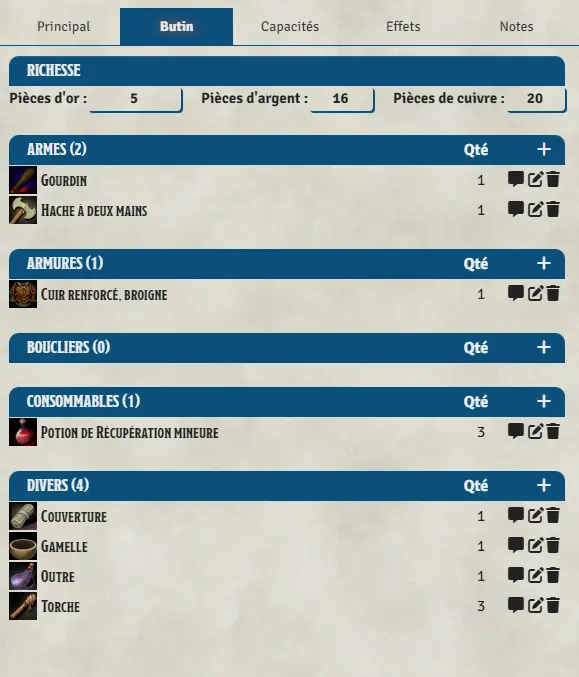 Principal Butin Capacités Effets Notes
RICHESSE
Pièces d'or : 5 Pièces d'argent : 16 Pièces de cuivre : 20
ARMES (2) Qté +
Gourdin 1
Hache à deux mains 1
ARMURES (1) Qté +
Cuir renforcé, broigne 1
BOUCLIERS (0) Qté +
CONSOMMABLES (1) Qté +
Potion de Récupération mineure 3
DIVERS (4) Qté +
Couverture 1
Gamelle 1
Outre 1
Torche 3